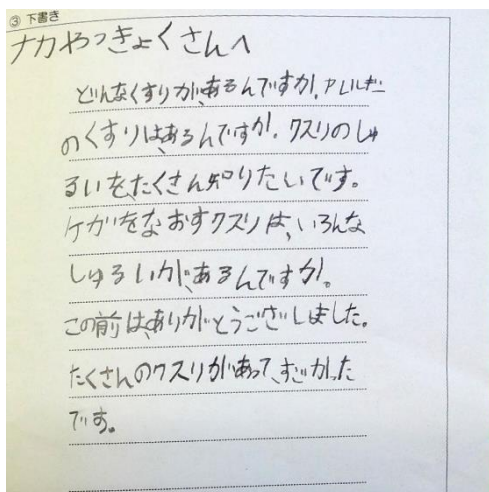 ③ 下書き
ナカやっきょくさんへ
どんなくすりが、あるんですか。アレルギー
のくすりは、あるんですか。クスリのしゅ
るいを、たくさん知りたいです。
ケガをなおすクスリは、いろんな
しゅるいが、あるんですか。
この前は、ありがとうございしました。
たくさんのクスリがあって、すごかった
です。